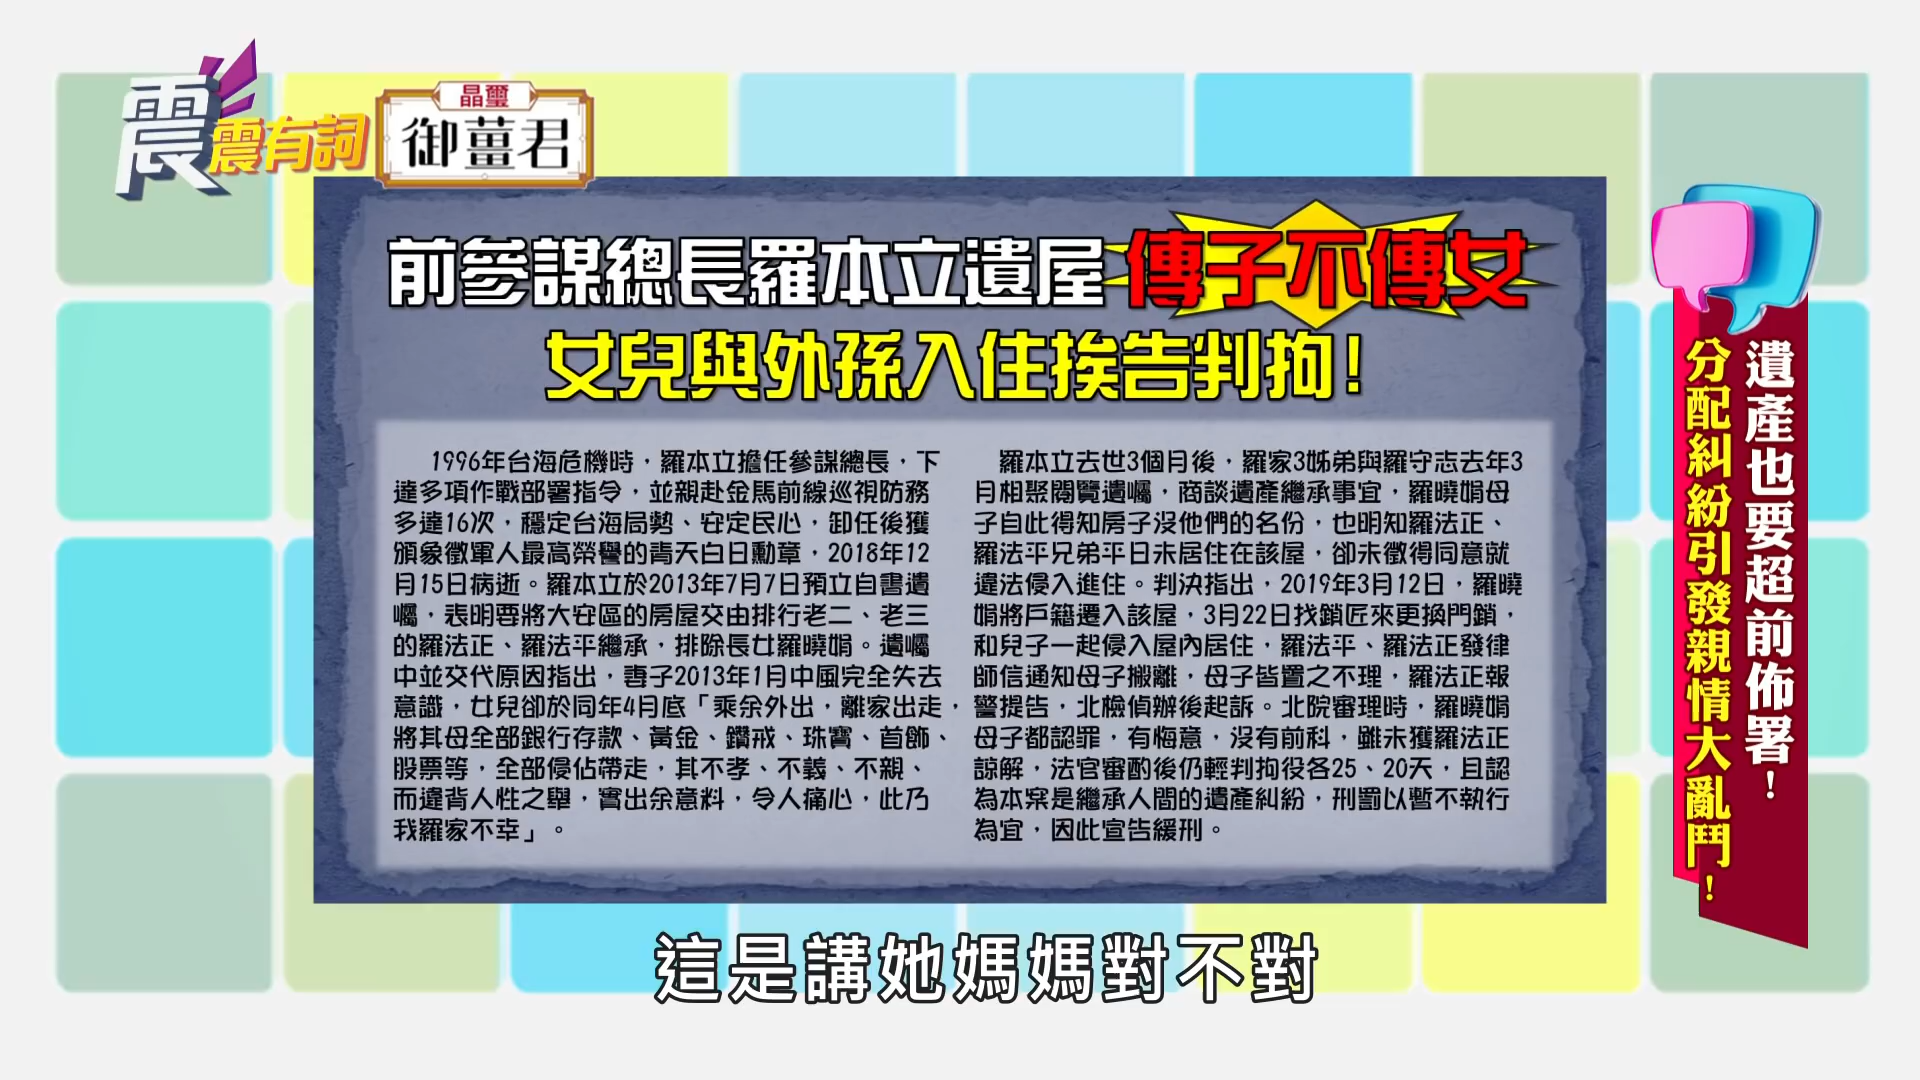 震震有詞
晶璽
御薑君
前參謀總長羅本立遺屋 傳子不傳女
女兒與外孫入住挨告判拘!
1996年台海危機時，羅本立擔任參謀總長，下
達多項作戰部署指令，並親赴金馬前線巡視防務
多達16次，穩定台海局勢、安定民心，卸任後獲
頒象徵軍人最高榮譽的青天白日勳章，2018年12
月15日病逝。羅本立於2013年7月7日預立自書遺
囑，表明要將大安區的房屋交由排行老二、老三
的羅法正、羅法平繼承，排除長女羅曉娟。遺囑
中並交代原因指出，妻子2013年1月中風完全失去
意識，女兒卻於同年4月底「乘余外出，離家出走，
將其母全部銀行存款、黃金、鑽戒、珠寶、首飾、
股票等，全部侵佔帶走，其不孝、不義、不親、
而違背人性之舉，實出余意料，令人痛心，此乃
我羅家不幸」。
羅本立去世3個月後，羅家3姊弟與羅守志去年3
月相聚閱覽遺囑，商談遺產繼承事宜，羅曉娟母
子自此得知房子沒他們的名份，也明知羅法正、
羅法平兄弟平日未居住在該屋，卻未徵得同意就
違法侵入進住。判決指出，2019年3月12日，羅曉
娟將戶籍遷入該屋，3月22日找鎖匠來更換門鎖，
和兒子一起侵入屋內居住，羅法平、羅法正發律
師信通知母子搬離，母子皆置之不理，羅法正報
警提告，北檢偵辦後起訴。北院審理時，羅曉娟
母子都認罪，有悔意，沒有前科，雖未獲羅法正
諒解，法官審酌後仍輕判拘役各25、20天，且認
為本案是繼承人間的遺產糾紛，刑罰以暫不執行
為宜，因此宣告緩刑。
遺產也要超前佈署!
分配糾紛引發親情大亂鬥!
這是講她媽媽對不對